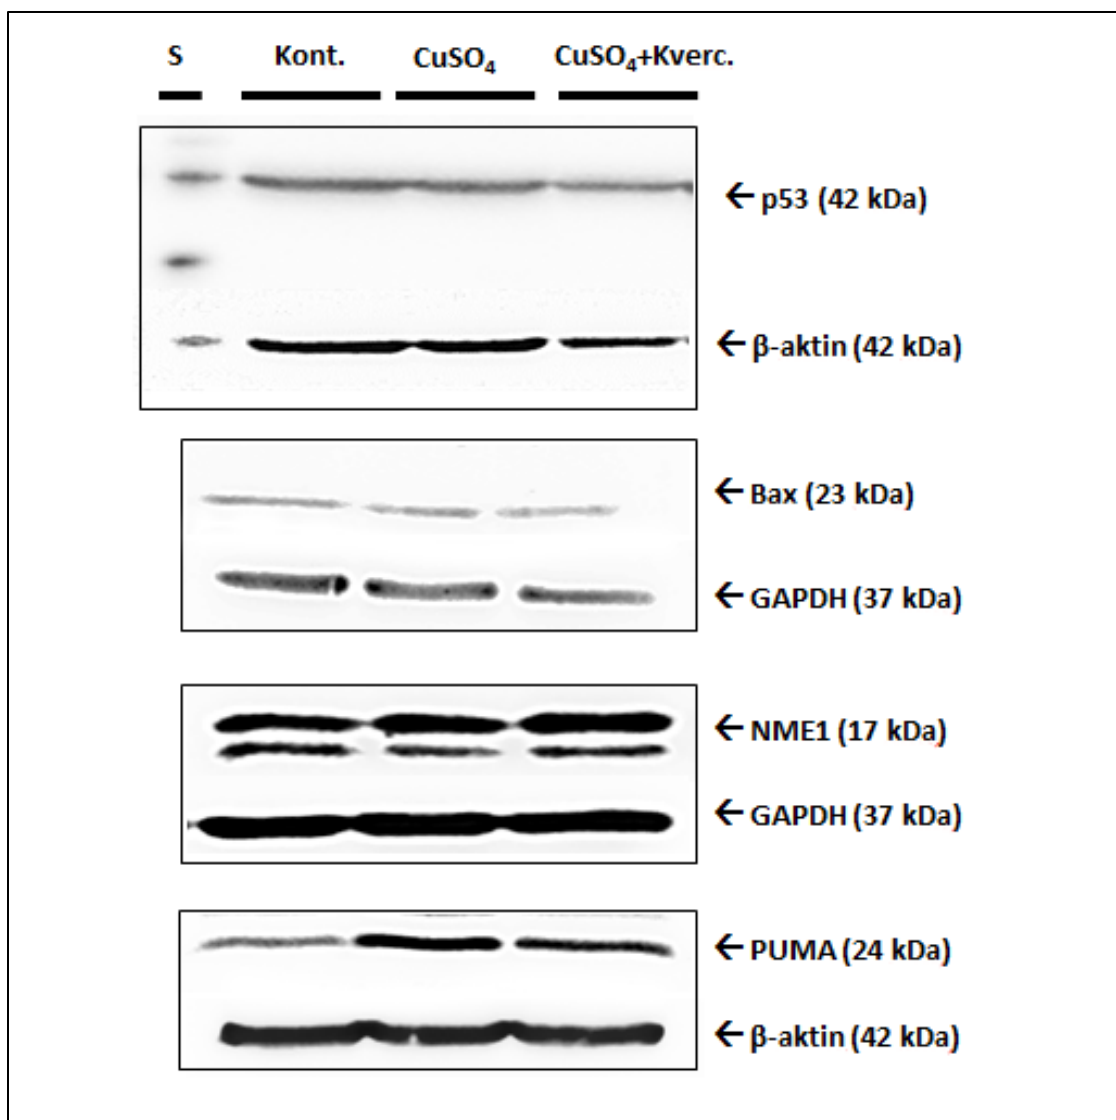 S Kont. CuSO₄ CuSO₄+Kverc.
← p53 (42 kDa)
← β-aktin (42 kDa)
← Bax (23 kDa)
← GAPDH (37 kDa)
← NME1 (17 kDa)
← GAPDH (37 kDa)
← PUMA (24 kDa)
← β-aktin (42 kDa)